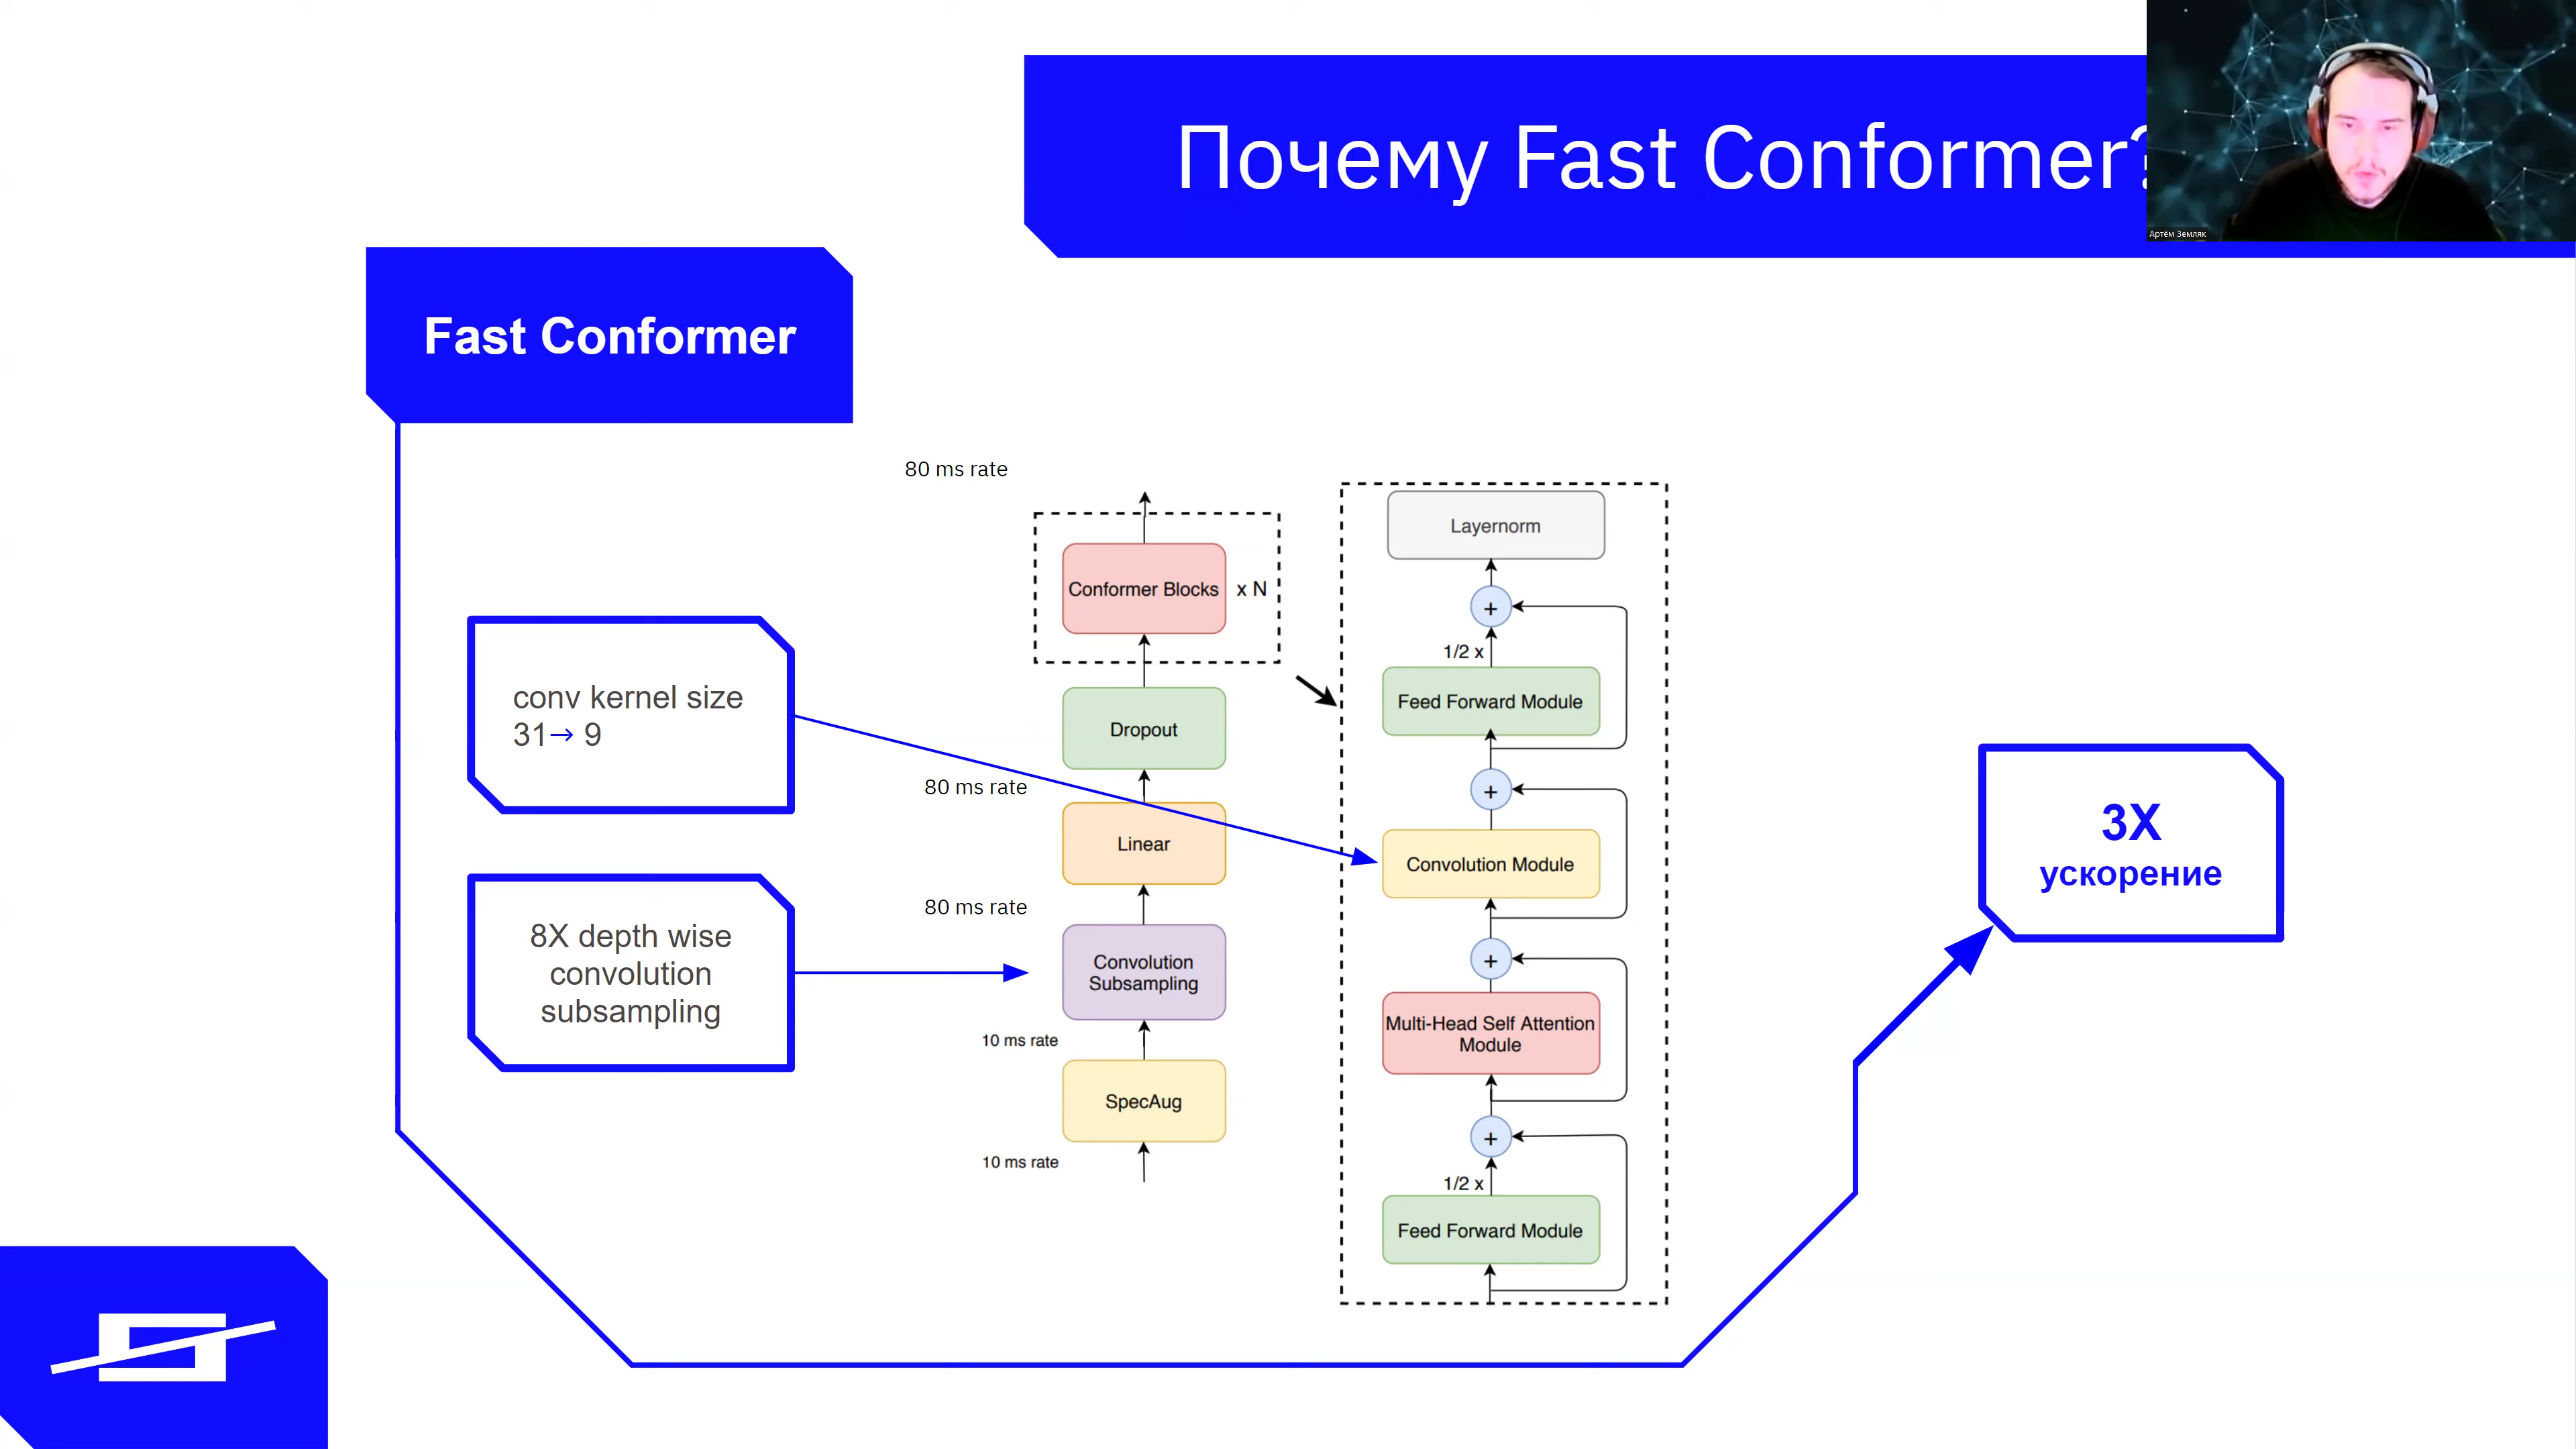 Почему Fast Conformer?
Артём Земляк
Fast Conformer
80 ms rate
Conformer Blocks
x N
Dropout
80 ms rate
Linear
80 ms rate
Convolution
Subsampling
10 ms rate
SpecAug
10 ms rate
conv kernel size
31→ 9
8X depth wise
convolution
subsampling
Layernorm
+
1/2 x
Feed Forward Module
+
Convolution Module
+
Multi-Head Self Attention
Module
+
1/2 x
Feed Forward Module
3X
ускорение